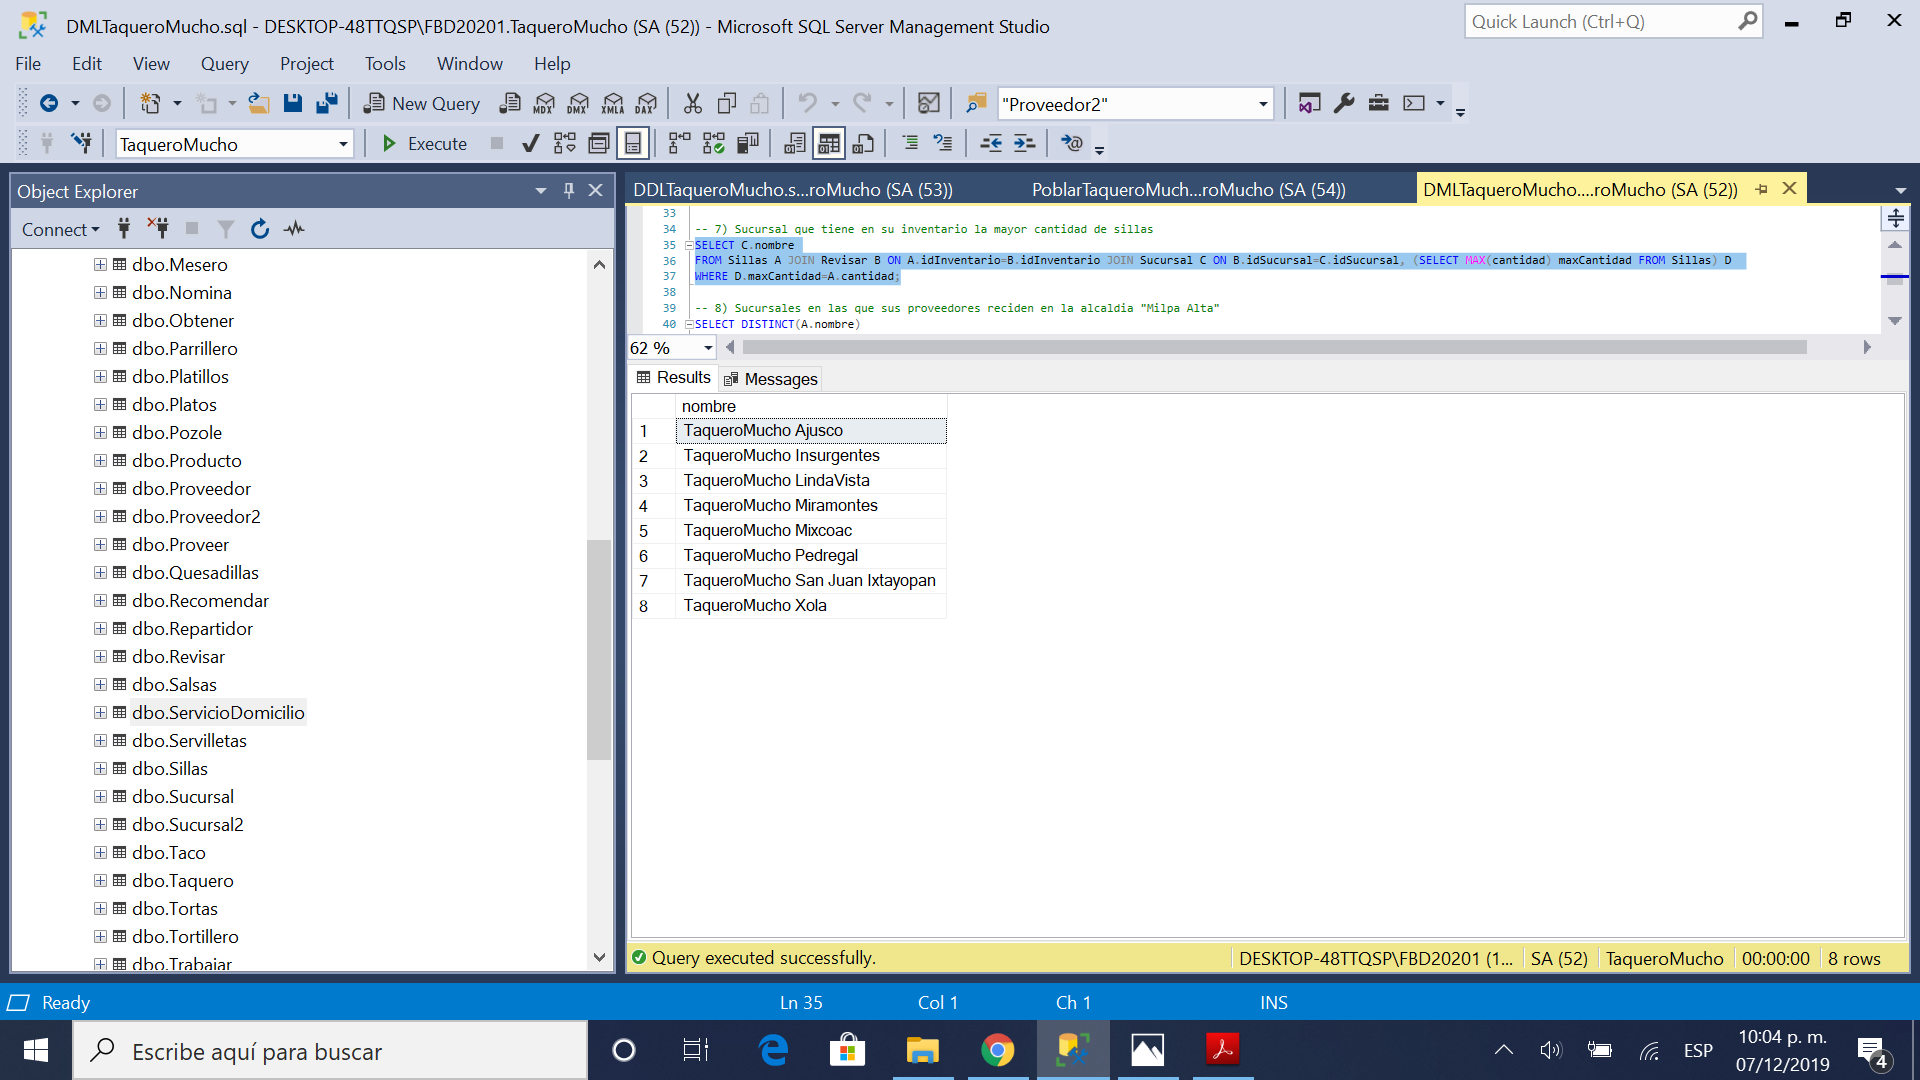 DMLTaqueroMucho.sql - DESKTOP-48TTQSP\FBD20201.TaqueroMucho (SA (52)) - Microsoft SQL Server Management Studio
Quick Launch (Ctrl+Q)
File Edit View Query Project Tools Window Help
New Query MDX DMX XMLA DAX "Proveedor2"
TaqueroMucho Execute
Object Explorer
Connect
dbo.Mesero
dbo.Nomina
dbo.Obtener
dbo.Parrillero
dbo.Platillos
dbo.Platos
dbo.Pozole
dbo.Producto
dbo.Proveedor
dbo.Proveedor2
dbo.Proveer
dbo.Quesadillas
dbo.Recomendar
dbo.Repartidor
dbo.Revisar
dbo.Salsas
dbo.ServicioDomicilio
dbo.Servilletas
dbo.Sillas
dbo.Sucursal
dbo.Sucursal2
dbo.Taco
dbo.Taquero
dbo.Tortas
dbo.Tortillero
dbo.Trabajar
DDLTaqueroMucho.s...roMucho (SA (53)) PoblarTaqueroMuch...roMucho (SA (54)) DMLTaqueroMucho....roMucho (SA (52))
33
34 -- 7) Sucursal que tiene en su inventario la mayor cantidad de sillas
35 SELECT C.nombre
36 FROM Sillas A JOIN Revisar B ON A.idInventario=B.idInventario JOIN Sucursal C ON B.idSucursal=C.idSucursal, (SELECT MAX(cantidad) maxCantidad FROM Sillas) D
37 WHERE D.maxCantidad=A.cantidad;
38
39 -- 8) Sucursales en las que sus proveedores reciden en la alcaldia "Milpa Alta"
40 SELECT DISTINCT(A.nombre)
62 %
Results Messages
nombre
1 TaqueroMucho Ajusco
2 TaqueroMucho Insurgentes
3 TaqueroMucho LindaVista
4 TaqueroMucho Miramontes
5 TaqueroMucho Mixcoac
6 TaqueroMucho Pedregal
7 TaqueroMucho San Juan Ixtayopan
8 TaqueroMucho Xola
Query executed successfully. DESKTOP-48TTQSP\FBD20201 (1... SA (52) TaqueroMucho 00:00:00 8 rows
Ready Ln 35 Col 1 Ch 1 INS
Escribe aquí para buscar
ESP
10:04 p. m.
07/12/2019
4